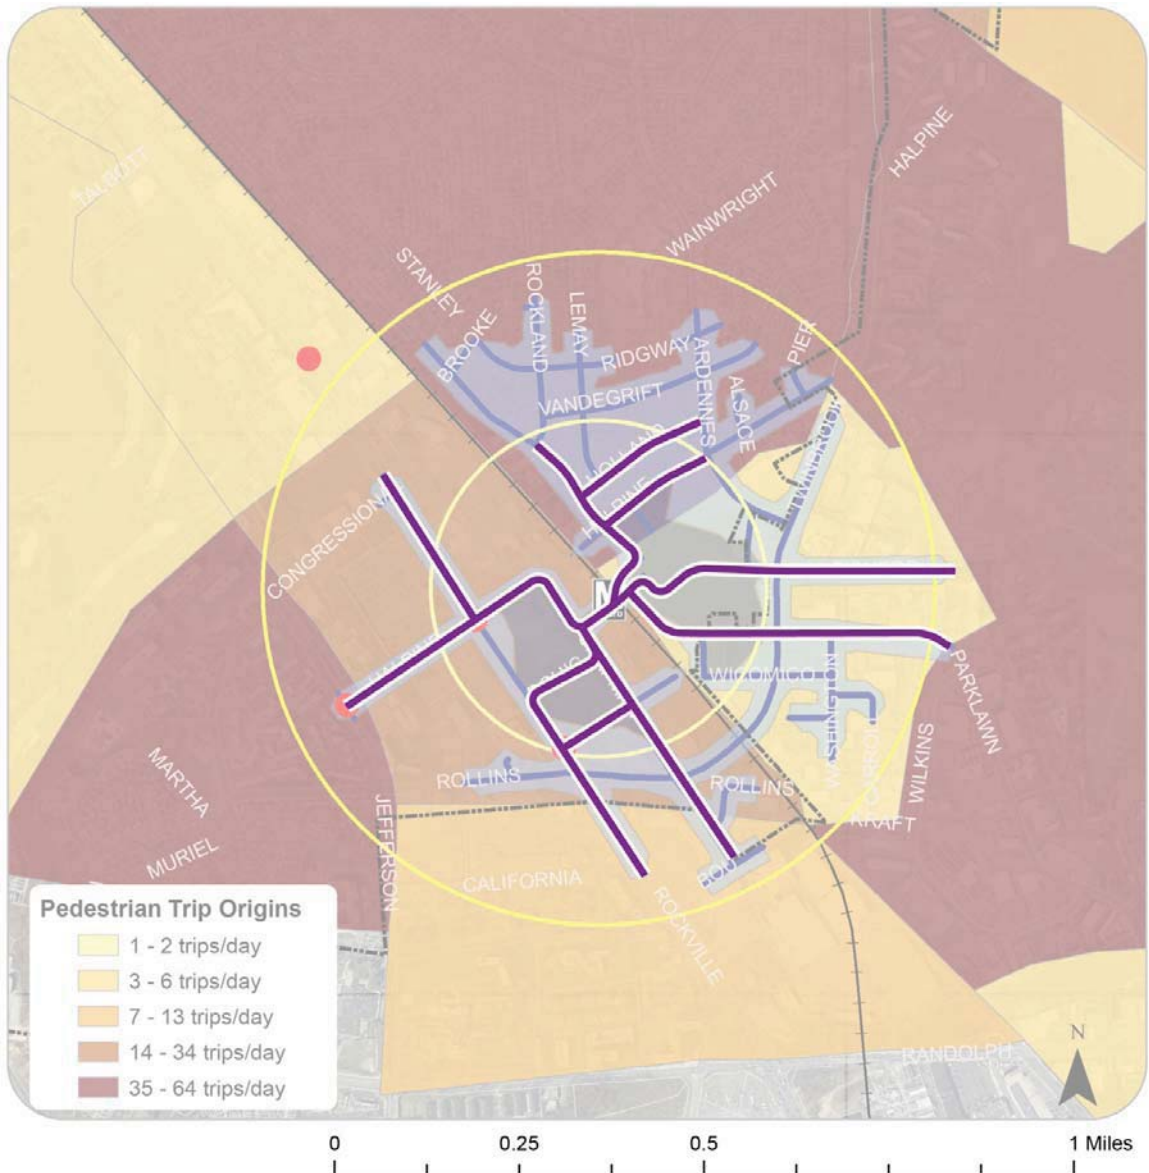 HALPINE
TALBOTT
WAINWRIGHT
STANLEY
ROCKLAND
LEMAY
BROOKE
RIDGWAY
PIER
ARDENNES
VANDEGRIFT
ALSACE
HOLLAND
HALPINE
M
WICOMICO
PARKLAWN
MARTHA
WILKINS
ROLLINS
ROLLINS
JEFFERSON
KRAFT
MURIEL
CALIFORNIA
ROCKVILLE
Pedestrian Trip Origins
1 - 2 trips/day
3 - 6 trips/day
7 - 13 trips/day
14 - 34 trips/day
35 - 64 trips/day
RANDOLPH
N
0 0.25 0.5 1 Miles